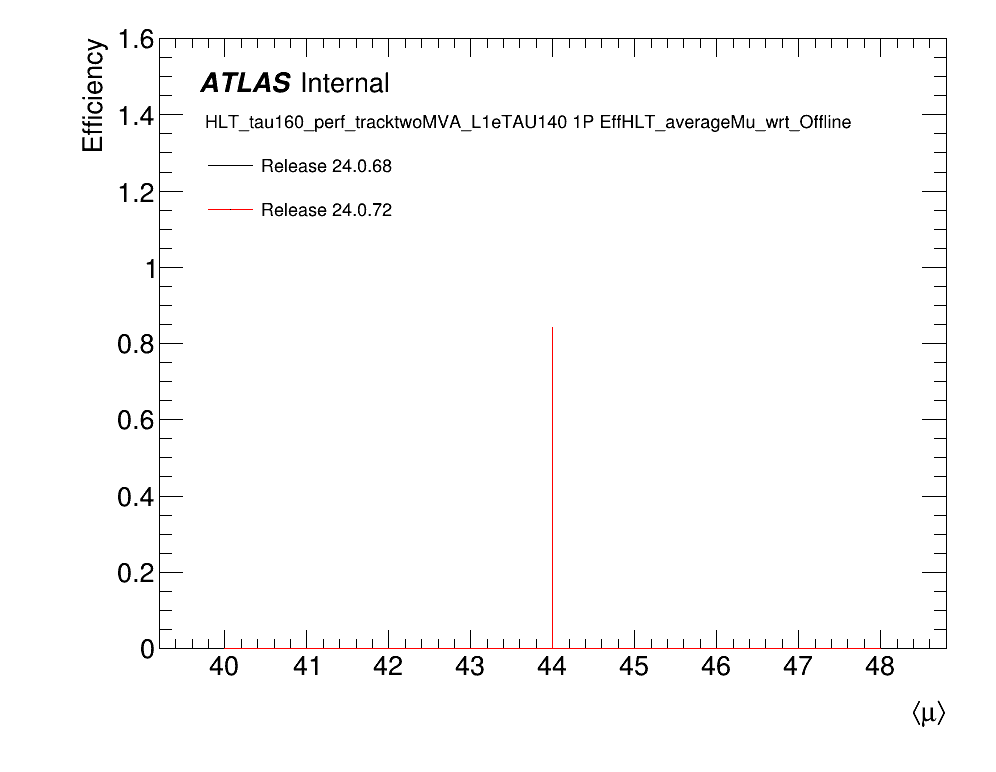 Efficiency
ATLAS Internal
HLT_tau160_perf_tracktwoMVA_L1eTAU140 1P EffHLT_averageMu_wrt_Offline
Release 24.0.68
Release 24.0.72
1.6
1.4
1.2
1
0.8
0.6
0.4
0.2
0
40 41 42 43 44 45 46 47 48
⟨μ⟩